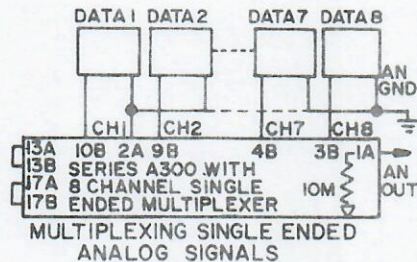 DATA 1 DATA 2 DATA 7 DATA 8
AN
GND
CH1 CH2 CH7 CH8
13A 10B 2A 9B 4B 3B 1A
13B SERIES A300 WITH
17A 8 CHANNEL SINGLE 10M
17B ENDED MULTIPLEXER
AN
OUT
MULTIPLEXING SINGLE ENDED
ANALOG SIGNALS